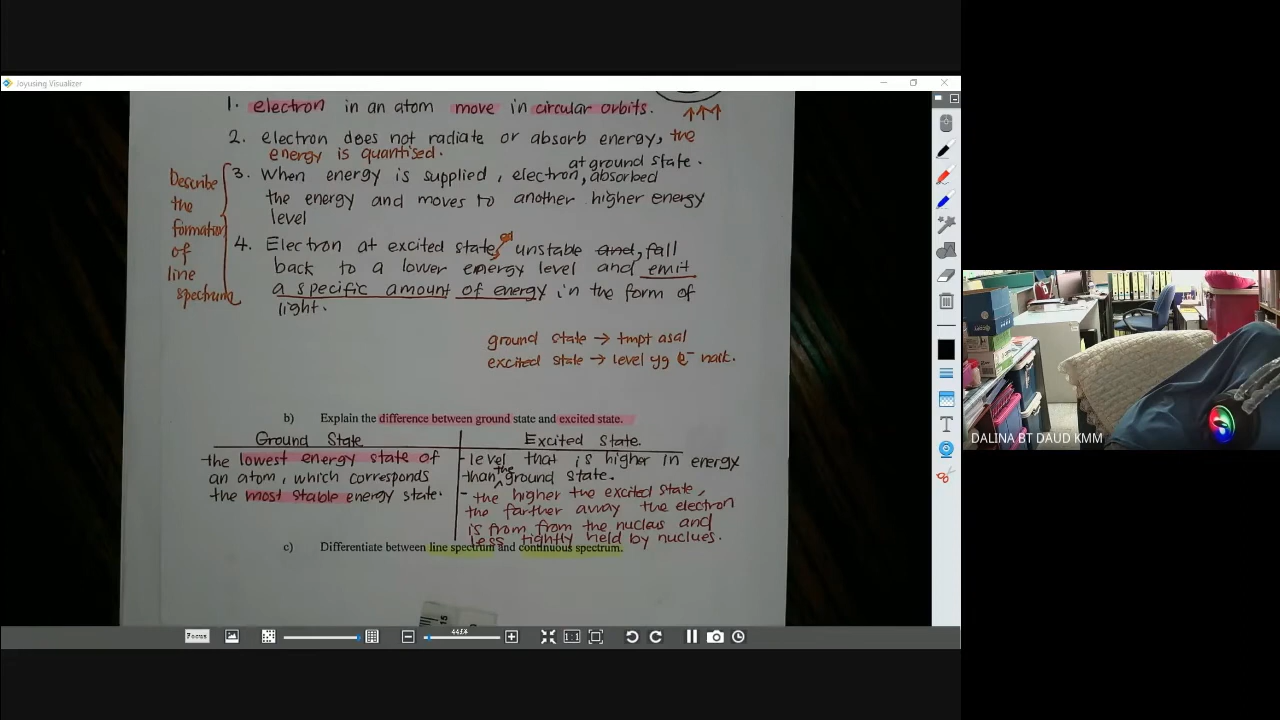 Joyusing Visualizer
1. electron in an atom move in circular orbits.
2. electron does not radiate or absorb energy, the
energy is quantised.
at ground state.
3. When energy is supplied, electron, absorbed
the energy and moves to another higher energy
level
Describe
the
formation
of
line
spectrum
4. Electron at excited state unstable and, fall
back to a lower energy level and emit
a specific amount of energy in the form of
light.
ground state → tmpt asal
excited state → level yg e⁻ naik.
b) Explain the difference between ground state and excited state.
Ground State
Excited State.
the lowest energy state of
an atom, which corresponds
the most stable energy state.
- level that is higher in energy
than the ground state.
- the higher the excited state,
the farther away the electron
is from from the nucleus and
less tightly held by nuclues.
c) Differentiate between line spectrum and continuous spectrum.
15
Focus
1:1
T
DALINA BT DAUD KMM